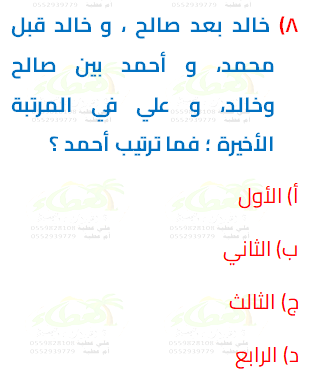 ٨) خالد بعد صالح ، و خالد قبل
محمد، و أحمد بين صالح
وخالد، و علي في المرتبة
الأخيرة ؛ فما ترتيب أحمد ؟
أ) الأول
ب) الثاني
ج) الثالث
د) الرابع